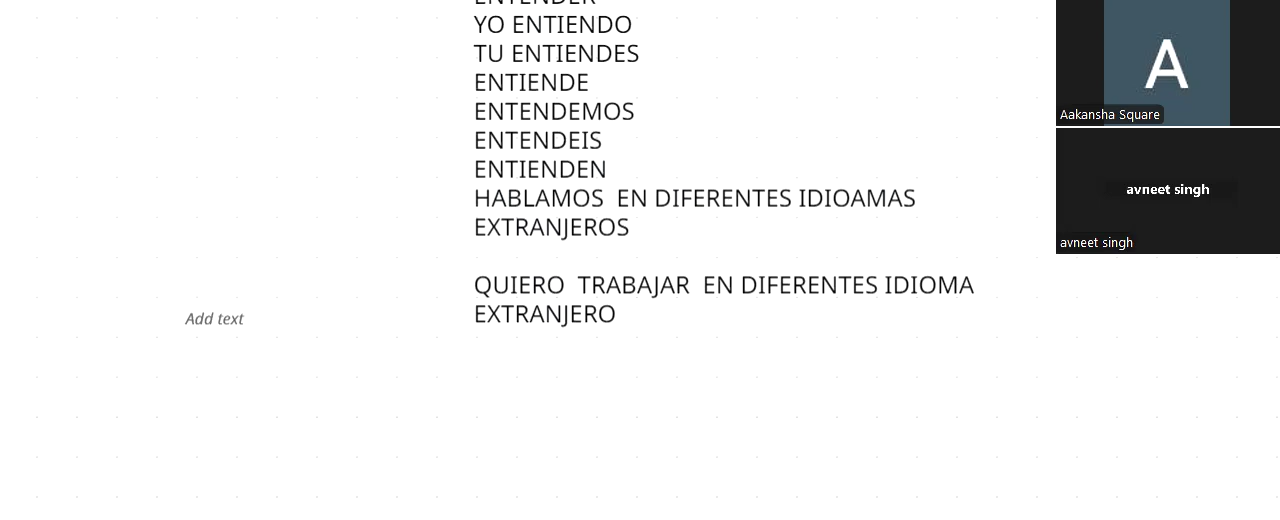 ENTENDER
YO ENTIENDO
TU ENTIENDES
ENTIENDE
ENTENDEMOS
ENTENDEIS
ENTIENDEN
HABLAMOS  EN DIFERENTES IDIOAMAS
EXTRANJEROS
QUIERO  TRABAJAR  EN DIFERENTES IDIOMA
EXTRANJERO
Add text
A
Aakansha Square
avneet singh
avneet singh